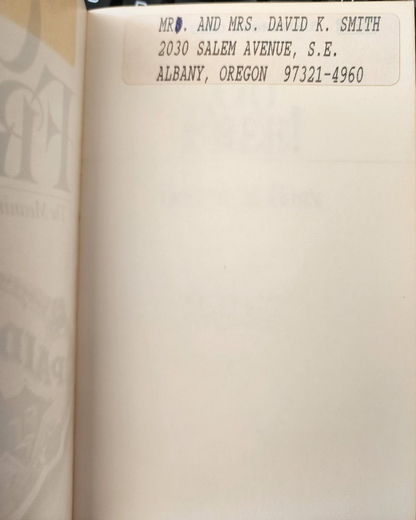 MR. AND MRS. DAVID K. SMITH
2030 SALEM AVENUE, S.E.
ALBANY, OREGON 97321-4960